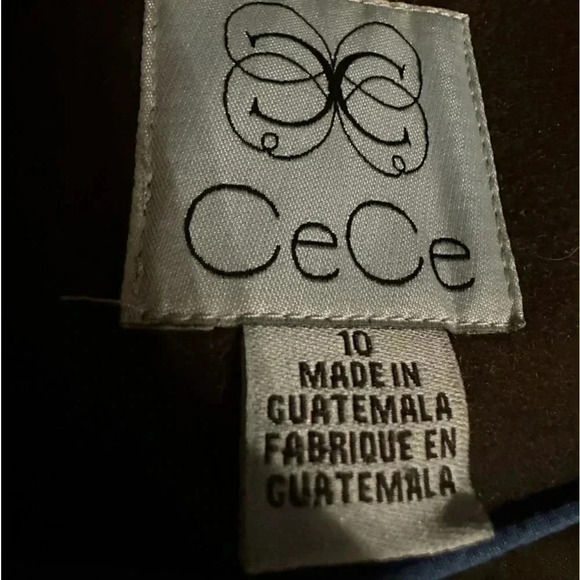 CeCe
10
MADE IN
GUATEMALA
FABRIQUE EN
GUATEMALA